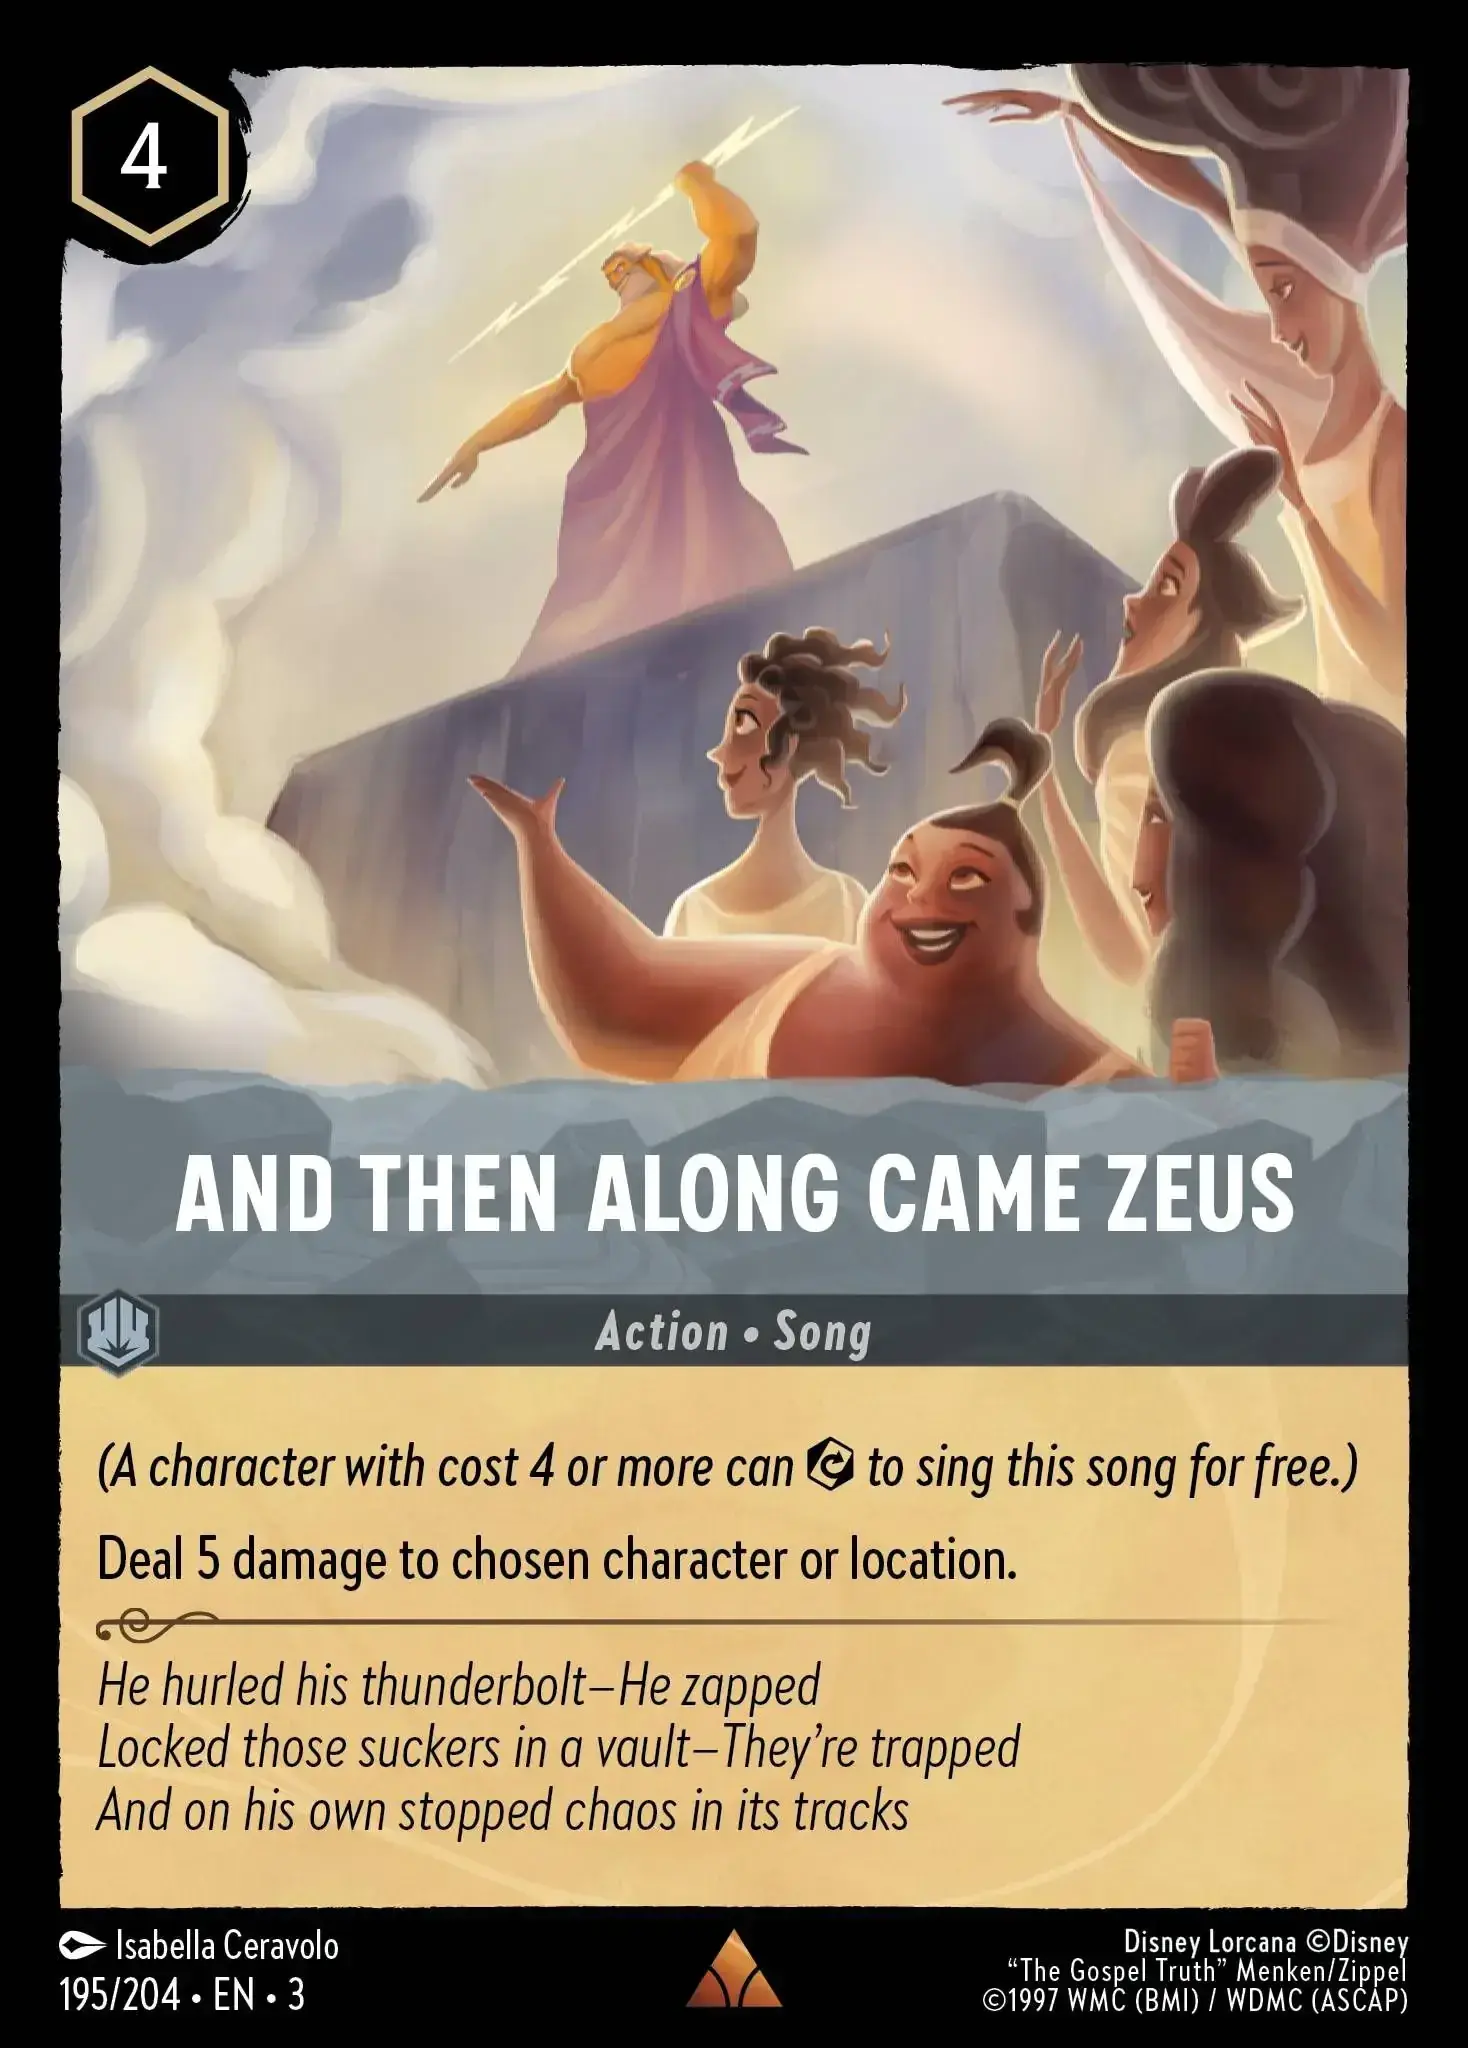 4
AND THEN ALONG CAME ZEUS
Action • Song
(A character with cost 4 or more can to sing this song for free.)
Deal 5 damage to chosen character or location.
He hurled his thunderbolt–He zapped
Locked those suckers in a vault–They're trapped
And on his own stopped chaos in its tracks
Isabella Ceravolo
195/204 • EN • 3
Disney Lorcana ©Disney
“The Gospel Truth” Menken/Zippel
©1997 WMC (BMI) / WDMC (ASCAP)